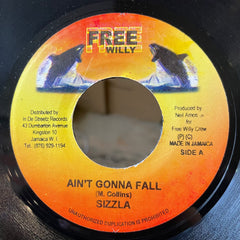 FREE
WILLY
Distributed by
In De Streetz Records
43 Dumbarton Avenue
Kingston 10
Jamaica, W.I.
Tel: (876) 929-1194
Produced by
Neil Amos
for
Free Willy Crew
(P) (C)
MADE IN JAMAICA
SIDE A
AIN'T GONNA FALL
(M. Collins)
SIZZLA
UNAUTHORIZED DUPLICATION IS PROHIBITED